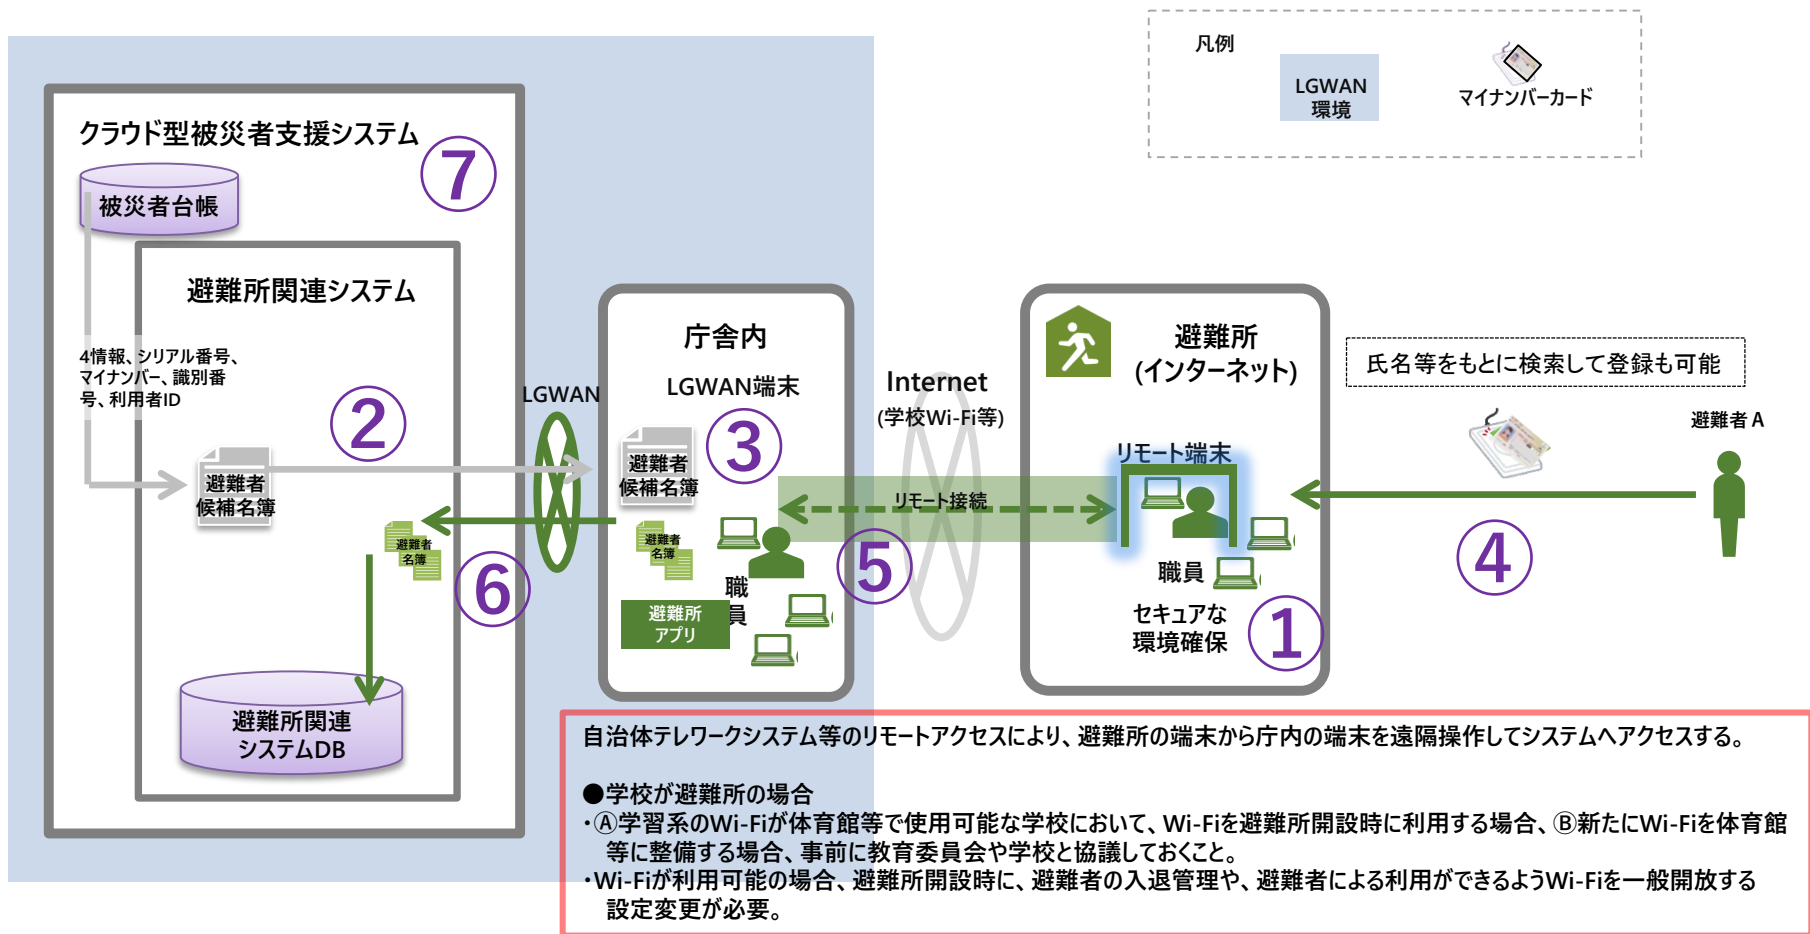 凡例
LGWAN
環境
マイナンバーカード
クラウド型被災者支援システム
⑦
被災者台帳
避難所関連システム
4情報、シリアル番号、
マイナンバー、識別番
号、利用者ID
②
避難者
候補名簿
避難者
名簿
⑥
避難所関連
システムDB
LGWAN
庁舎内
LGWAN端末
③
避難者
候補名簿
避難者
名簿
職
員
避難所
アプリ
Internet
(学校Wi-Fi等)
リモート接続
⑤
避難所
(インターネット)
リモート端末
職員
セキュアな
環境確保
①
氏名等をもとに検索して登録も可能
避難者A
④
自治体テレワークシステム等のリモートアクセスにより、避難所の端末から庁内の端末を遠隔操作してシステムへアクセスする。
●学校が避難所の場合
・Ⓐ学習系のWi-Fiが体育館等で使用可能な学校において、Wi-Fiを避難所開設時に利用する場合、Ⓑ新たにWi-Fiを体育館
等に整備する場合、事前に教育委員会や学校と協議しておくこと。
・Wi-Fiが利用可能の場合、避難所開設時に、避難者の入退管理や、避難者による利用ができるようWi-Fiを一般開放する
設定変更が必要。